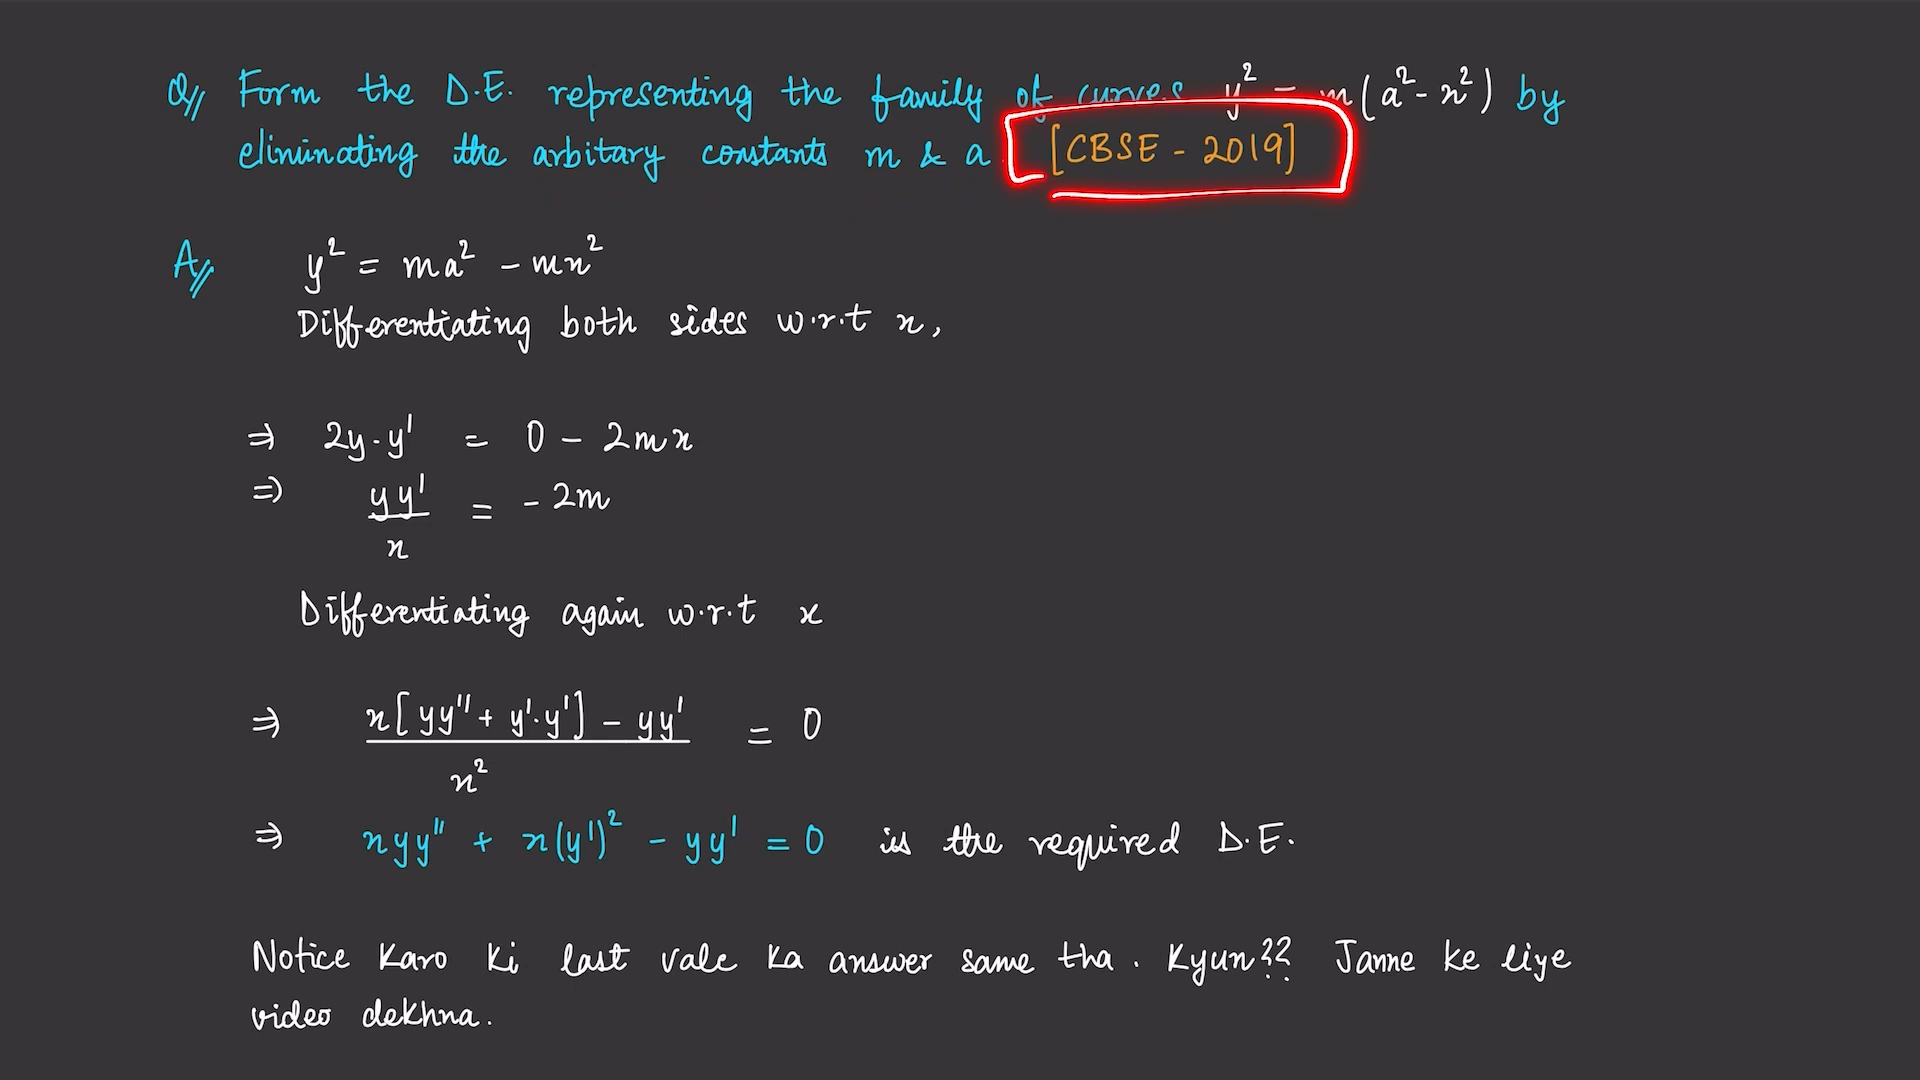 Q// Form the D.E. representing the family of curves y² = m(a² - x²) by
eliminating the arbitary constants m & a. [CBSE - 2019]
A// y² = ma² - mx²
Differentiating both sides w.r.t x,
⇒ 2y·y' = 0 - 2mx
⇒ yy'/x = -2m
Differentiating again w.r.t x
⇒ x[yy'' + y'·y'] - yy' / x² = 0
⇒ xyy'' + x(y')² - yy' = 0 is the required D.E.
Notice Karo Ki last vale Ka answer same tha. Kyun?? Janne ke liye
video dekhna.